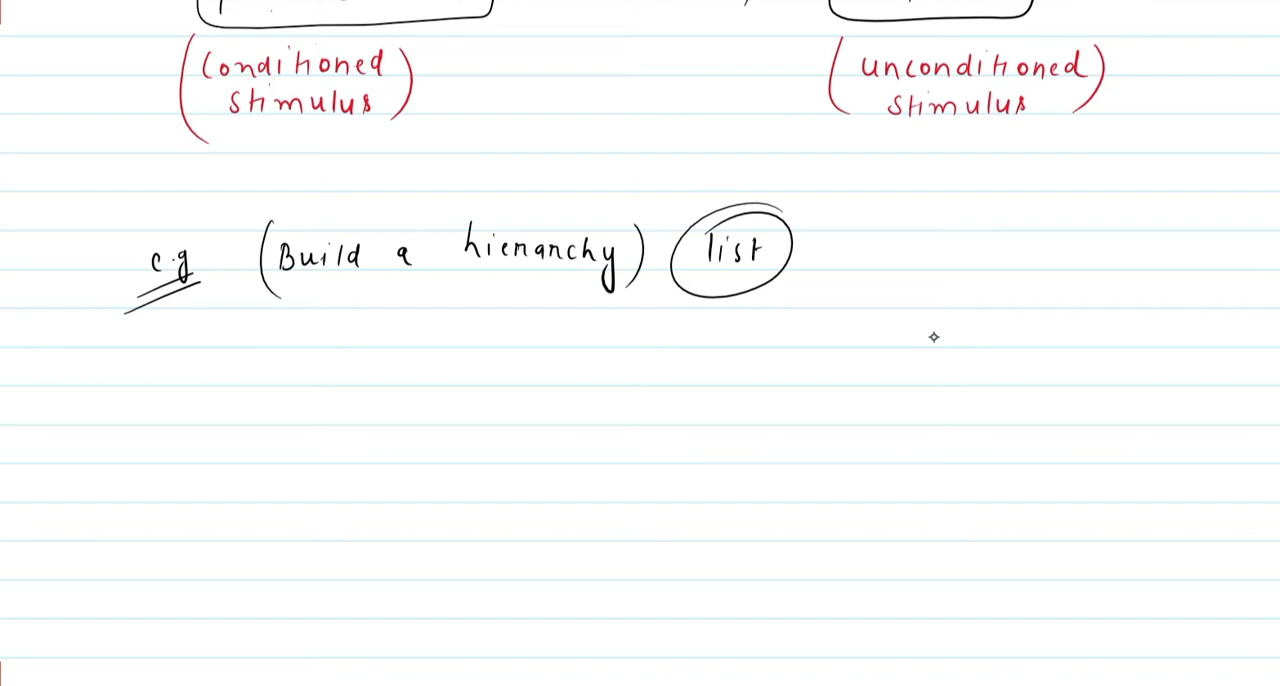 (conditioned
stimulus)
(unconditioned
stimulus)
e.g (Build a hierarchy) list